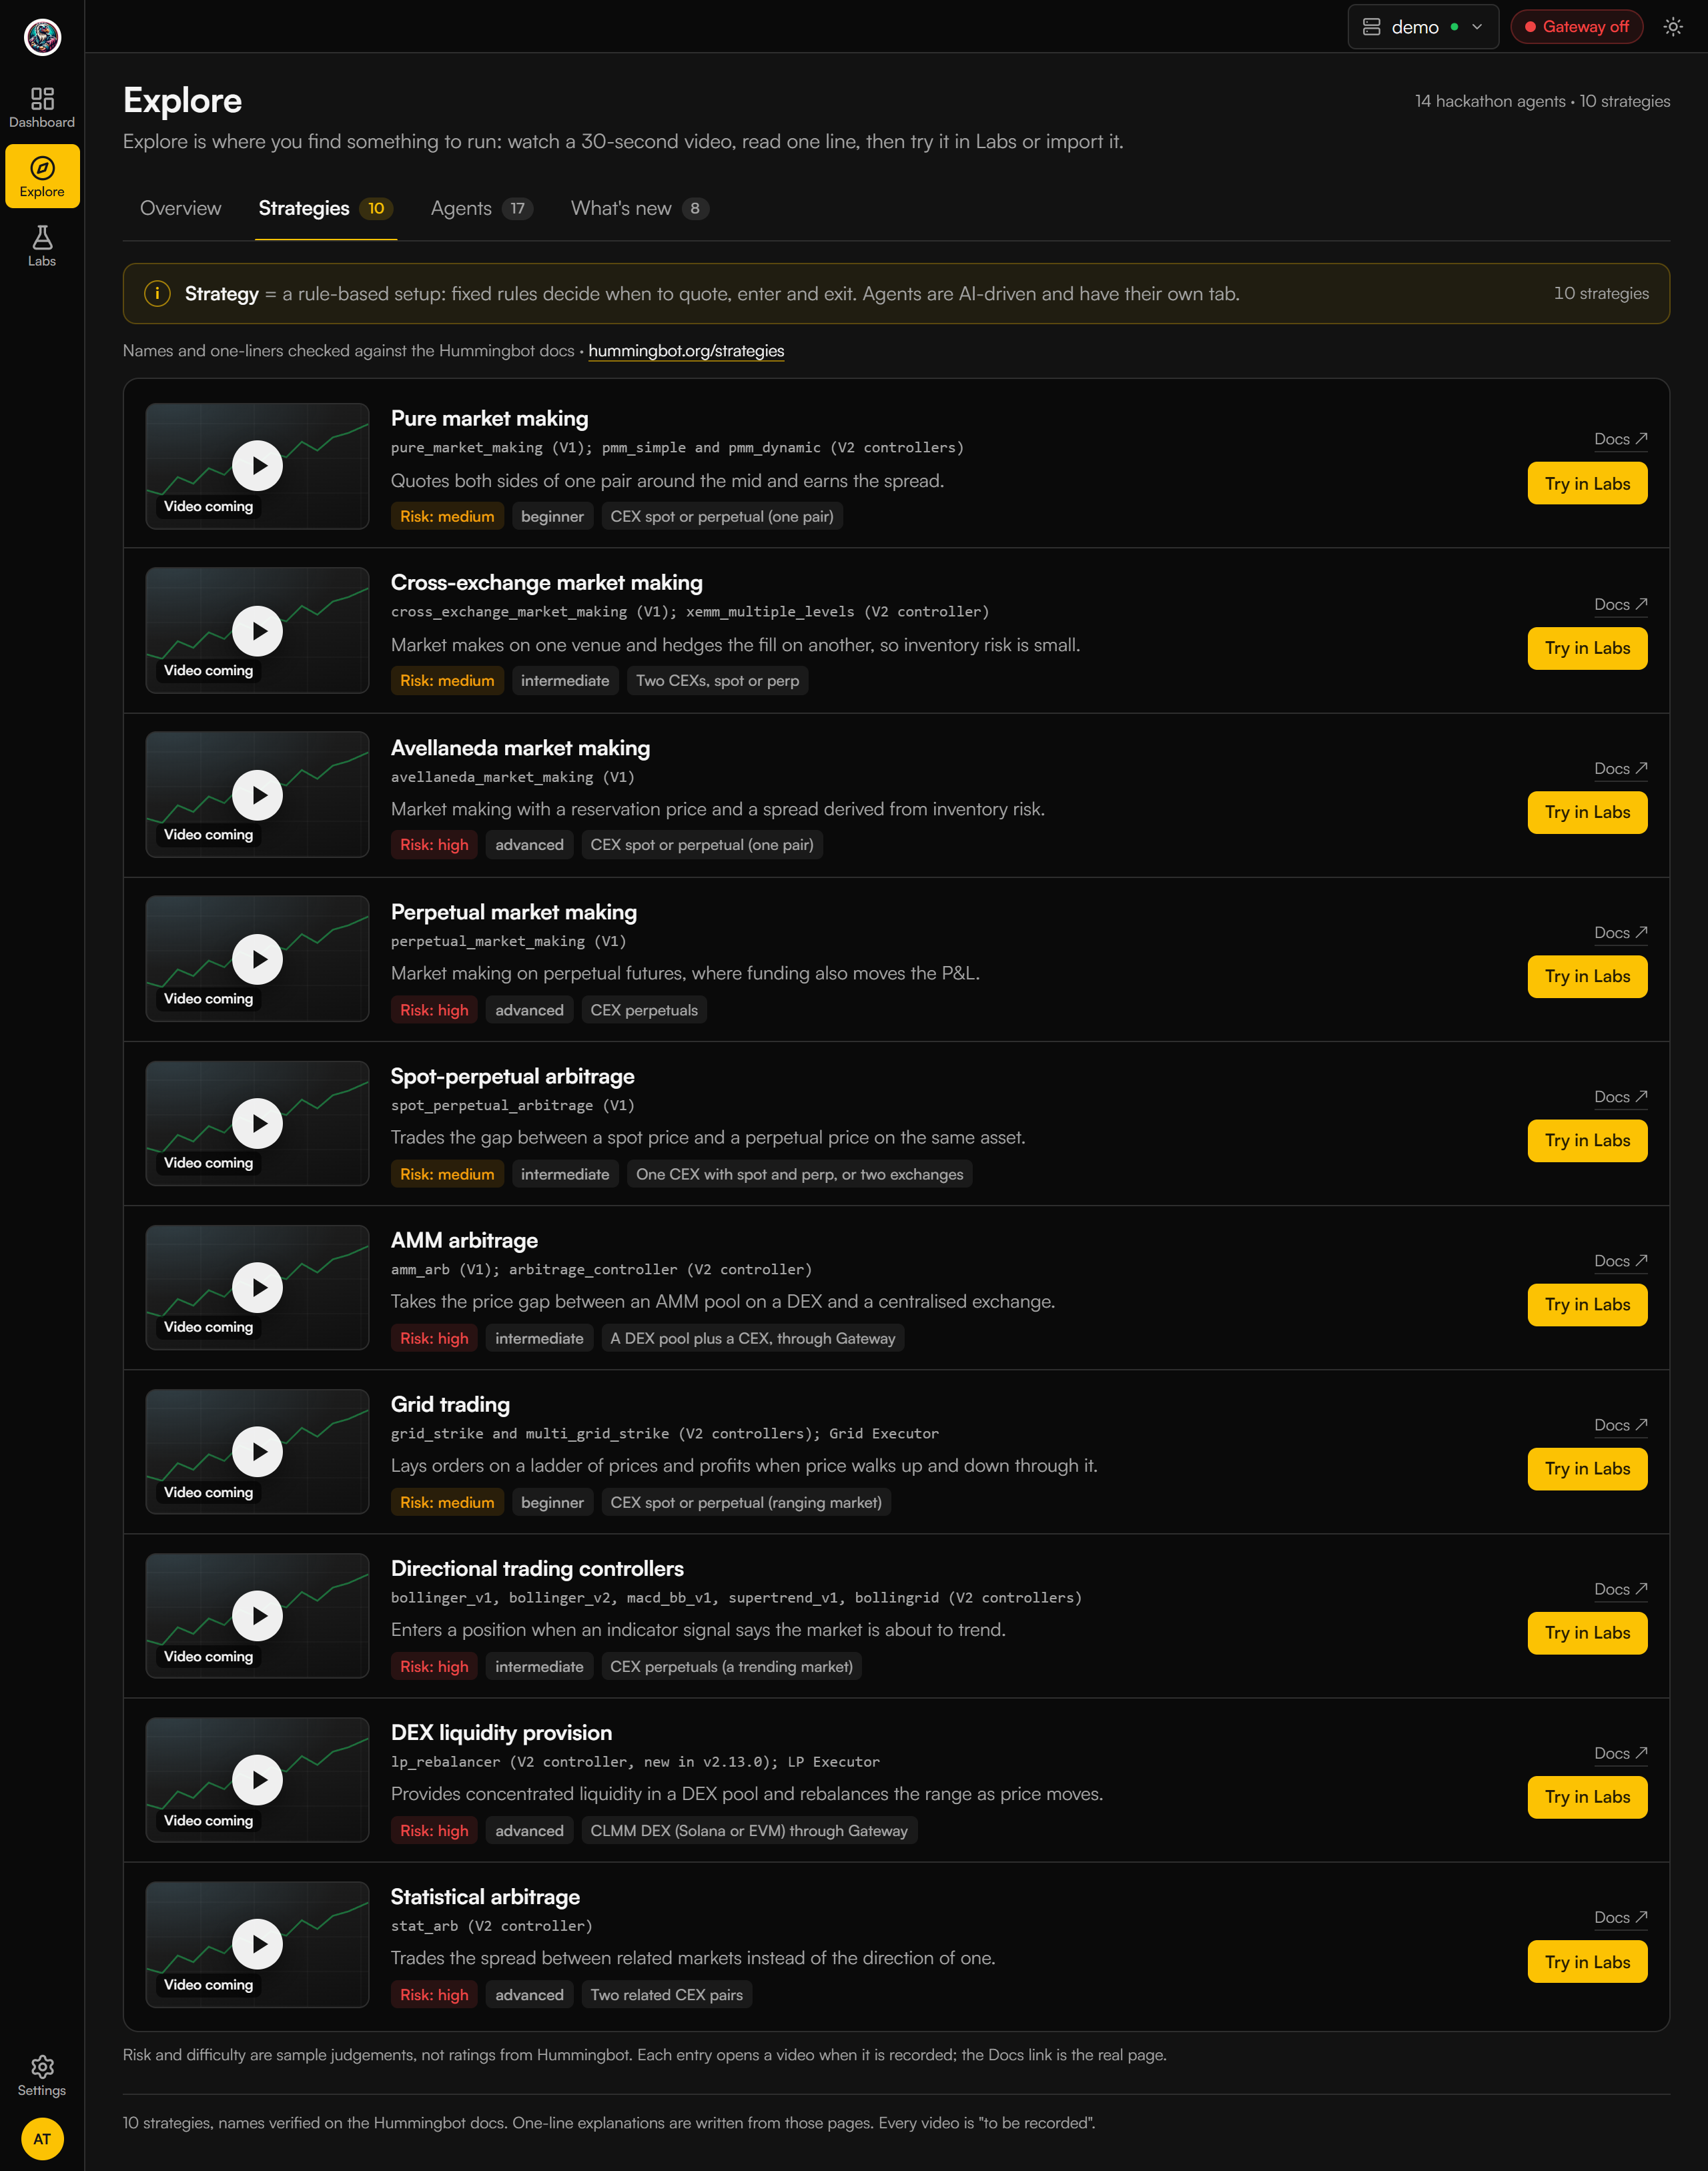 demo
Gateway off
Dashboard
Explore
Labs
Settings
AT
Explore
14 hackathon agents · 10 strategies
Explore is where you find something to run: watch a 30-second video, read one line, then try it in Labs or import it.
Overview
Strategies 10
Agents 17
What's new 8
Strategy = a rule-based setup: fixed rules decide when to quote, enter and exit. Agents are AI-driven and have their own tab.
10 strategies
Names and one-liners checked against the Hummingbot docs · hummingbot.org/strategies
Video coming
Pure market making
pure_market_making (V1); pmm_simple and pmm_dynamic (V2 controllers)
Quotes both sides of one pair around the mid and earns the spread.
Risk: medium
beginner
CEX spot or perpetual (one pair)
Docs ↗
Try in Labs
Video coming
Cross-exchange market making
cross_exchange_market_making (V1); xemm_multiple_levels (V2 controller)
Market makes on one venue and hedges the fill on another, so inventory risk is small.
Risk: medium
intermediate
Two CEXs, spot or perp
Docs ↗
Try in Labs
Video coming
Avellaneda market making
avellaneda_market_making (V1)
Market making with a reservation price and a spread derived from inventory risk.
Risk: high
advanced
CEX spot or perpetual (one pair)
Docs ↗
Try in Labs
Video coming
Perpetual market making
perpetual_market_making (V1)
Market making on perpetual futures, where funding also moves the P&L.
Risk: high
advanced
CEX perpetuals
Docs ↗
Try in Labs
Video coming
Spot-perpetual arbitrage
spot_perpetual_arbitrage (V1)
Trades the gap between a spot price and a perpetual price on the same asset.
Risk: medium
intermediate
One CEX with spot and perp, or two exchanges
Docs ↗
Try in Labs
Video coming
AMM arbitrage
amm_arb (V1); arbitrage_controller (V2 controller)
Takes the price gap between an AMM pool on a DEX and a centralised exchange.
Risk: high
intermediate
A DEX pool plus a CEX, through Gateway
Docs ↗
Try in Labs
Video coming
Grid trading
grid_strike and multi_grid_strike (V2 controllers); Grid Executor
Lays orders on a ladder of prices and profits when price walks up and down through it.
Risk: medium
beginner
CEX spot or perpetual (ranging market)
Docs ↗
Try in Labs
Video coming
Directional trading controllers
bollinger_v1, bollinger_v2, macd_bb_v1, supertrend_v1, bollingrid (V2 controllers)
Enters a position when an indicator signal says the market is about to trend.
Risk: high
intermediate
CEX perpetuals (a trending market)
Docs ↗
Try in Labs
Video coming
DEX liquidity provision
lp_rebalancer (V2 controller, new in v2.13.0); LP Executor
Provides concentrated liquidity in a DEX pool and rebalances the range as price moves.
Risk: high
advanced
CLMM DEX (Solana or EVM) through Gateway
Docs ↗
Try in Labs
Video coming
Statistical arbitrage
stat_arb (V2 controller)
Trades the spread between related markets instead of the direction of one.
Risk: high
advanced
Two related CEX pairs
Docs ↗
Try in Labs
Risk and difficulty are sample judgements, not ratings from Hummingbot. Each entry opens a video when it is recorded; the Docs link is the real page.
10 strategies, names verified on the Hummingbot docs. One-line explanations are written from those pages. Every video is "to be recorded".